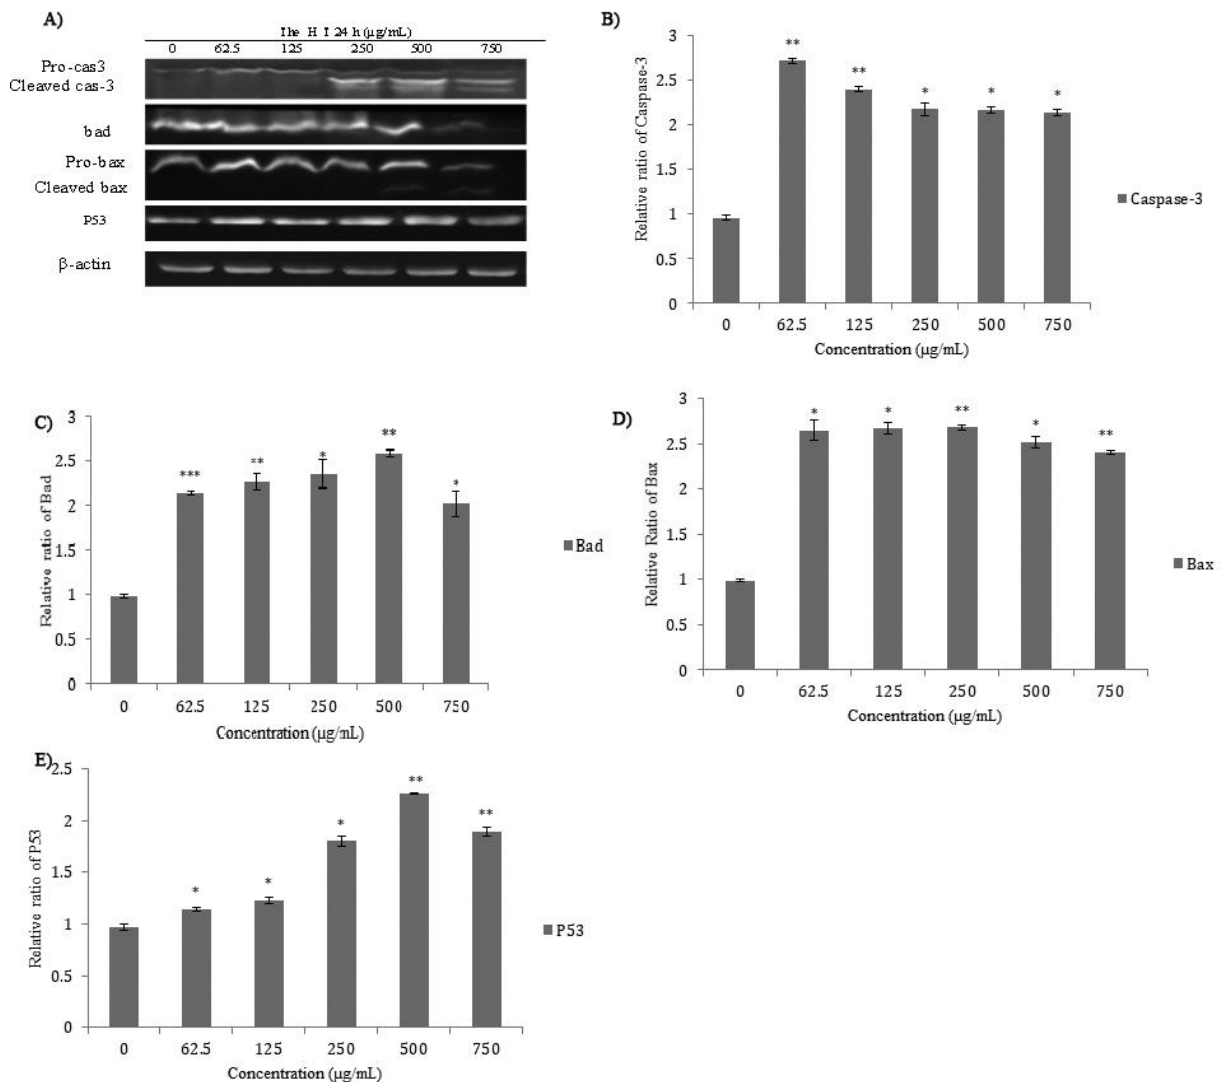 A)
The H T 24 h (µg/mL)
0 62.5 125 250 500 750
Pro-cas3
Cleaved cas-3
bad
Pro-bax
Cleaved bax
P53
β-actin
B)
Relative ratio of Caspase-3
3
2.5
2
1.5
1
0.5
0
** ** * * *
0 62.5 125 250 500 750
Concentration (µg/mL)
Caspase-3
C)
Relative ratio of Bad
3
2.5
2
1.5
1
0.5
0
*** ** * ** *
0 62.5 125 250 500 750
Concentration (µg/mL)
Bad
D)
Relative Ratio of Bax
3
2.5
2
1.5
1
0.5
0
* * ** * **
0 62.5 125 250 500 750
Concentration (µg/mL)
Bax
E)
Relative ratio of P53
2.5
2
1.5
1
0.5
0
* * * ** **
0 62.5 125 250 500 750
Concentration (µg/mL)
P53